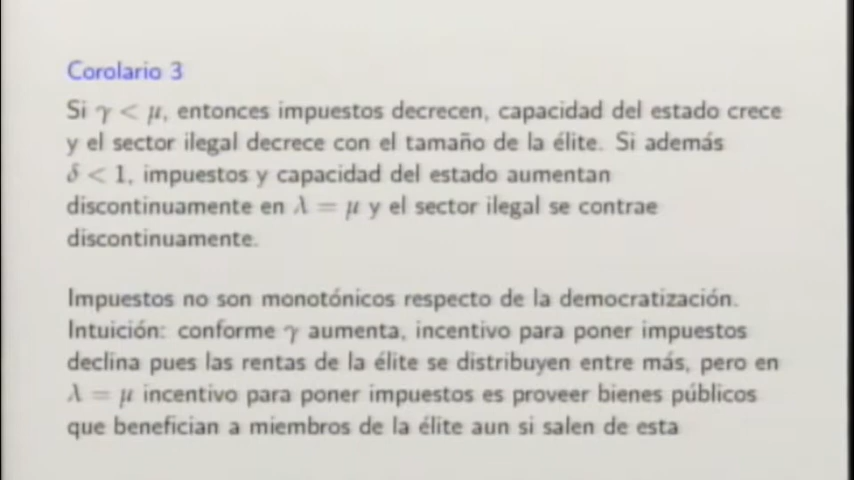 Corolario 3
Si γ < μ, entonces impuestos decrecen, capacidad del estado crece
y el sector ilegal decrece con el tamaño de la élite. Si además
δ < 1, impuestos y capacidad del estado aumentan
discontinuamente en λ = μ y el sector ilegal se contrae
discontinuamente.
Impuestos no son monotónicos respecto de la democratización.
Intuición: conforme γ aumenta, incentivo para poner impuestos
declina pues las rentas de la élite se distribuyen entre más, pero en
λ = μ incentivo para poner impuestos es proveer bienes públicos
que benefician a miembros de la élite aun si salen de esta